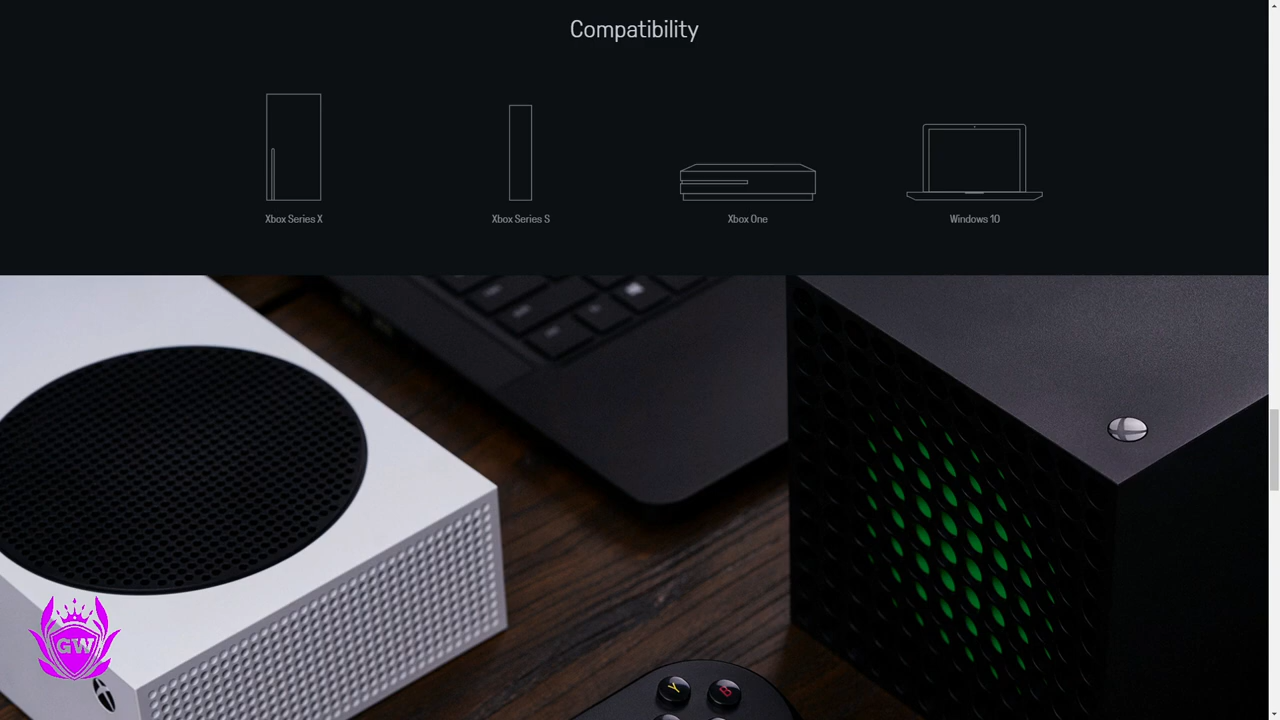 Compatibility
Xbox Series X
Xbox Series S
Xbox One
Windows 10
GW
Y
B